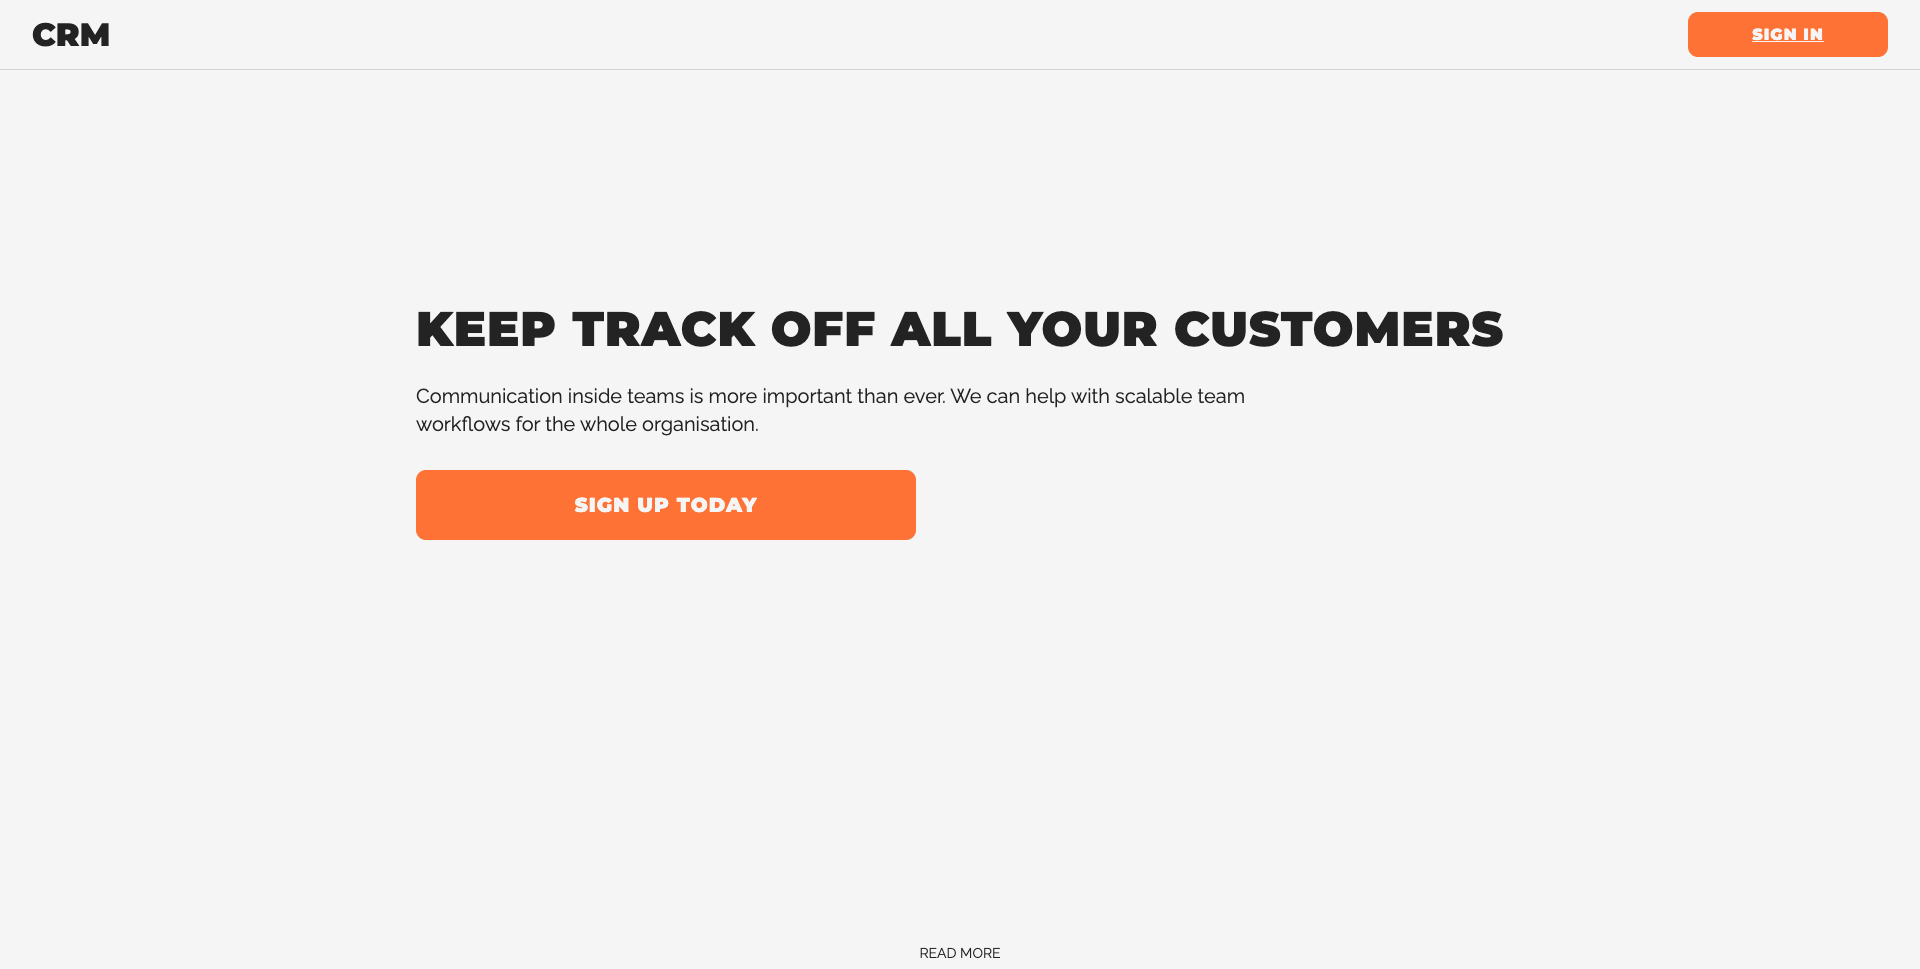 CRM
SIGN IN
KEEP TRACK OFF ALL YOUR CUSTOMERS
Communication inside teams is more important than ever. We can help with scalable team
workflows for the whole organisation.
SIGN UP TODAY
READ MORE